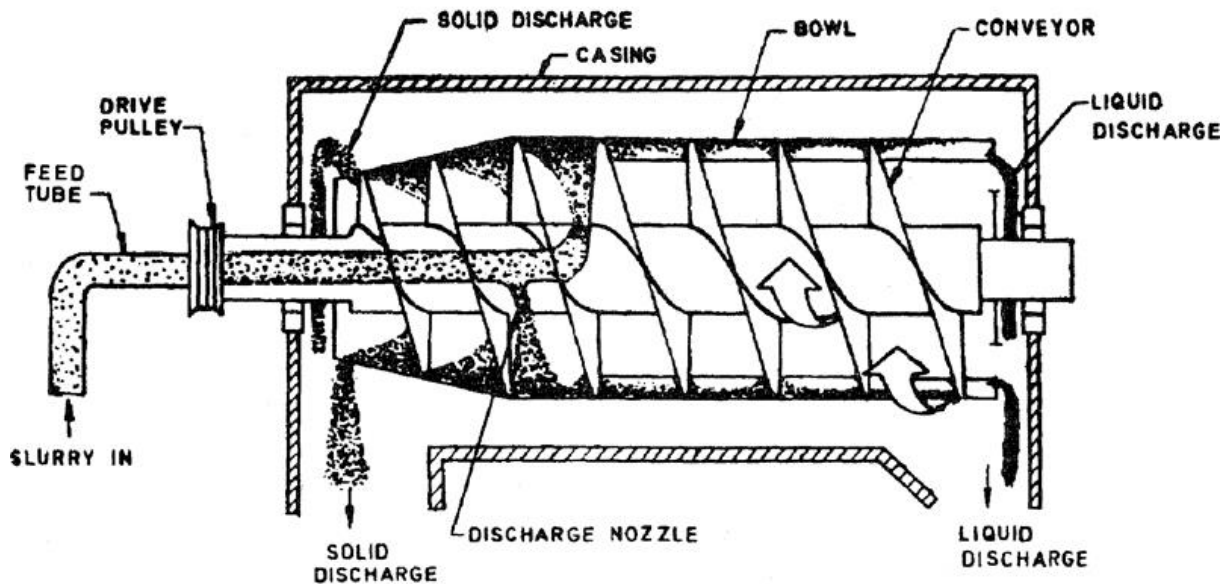 SOLID DISCHARGE
BOWL
CONVEYOR
CASING
DRIVE
PULLEY
LIQUID
DISCHARGE
FEED
TUBE
SLURRY IN
DISCHARGE NOZZLE
SOLID
DISCHARGE
LIQUID
DISCHARGE